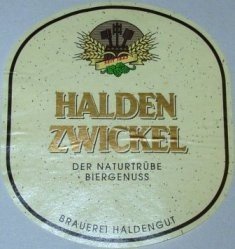 HALDEN
ZWICKEL
DER NATURTRÜBE
BIERGENUSS
BRAUEREI HALDENGUT